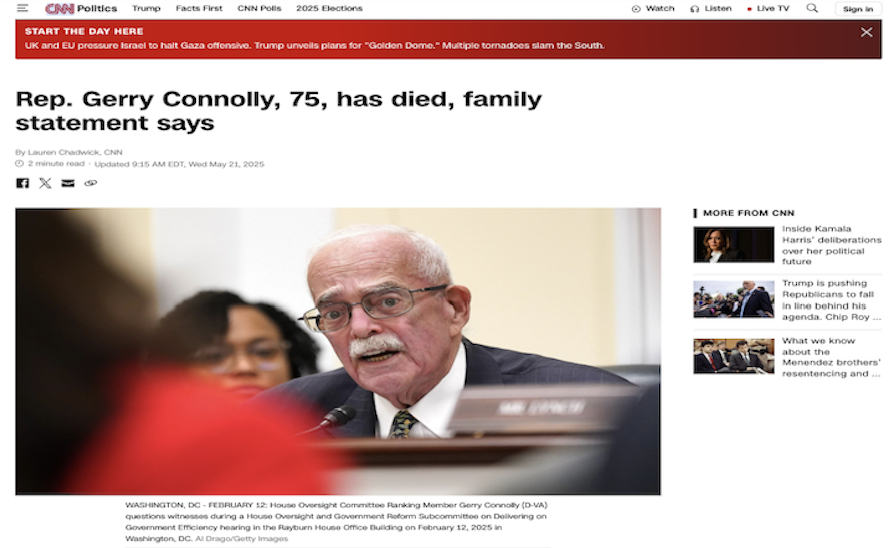 CNN Politics Trump Facts First CNN Polls 2025 Elections Watch Listen Live TV Sign in
START THE DAY HERE
UK and EU pressure Israel to halt Gaza offensive. Trump unveils plans for "Golden Dome." Multiple tornadoes slam the South.
Rep. Gerry Connolly, 75, has died, family
statement says
By Lauren Chadwick, CNN
2 minute read · Updated 9:15 AM EDT, Wed May 21, 2025
MORE FROM CNN
Inside Kamala
Harris' deliberations
over her political
future
Trump is pushing
Republicans to fall
in line behind his
agenda. Chip Roy ...
What we know
about the
Menendez brothers'
resentencing and ...
WASHINGTON, DC - FEBRUARY 12: House Oversight Committee Ranking Member Gerry Connolly (D-VA)
questions witnesses during a House Oversight and Government Reform Subcommittee on Delivering on
Government Efficiency hearing in the Rayburn House Office Building on February 12, 2025 in
Washington, DC. Al Drago/Getty Images